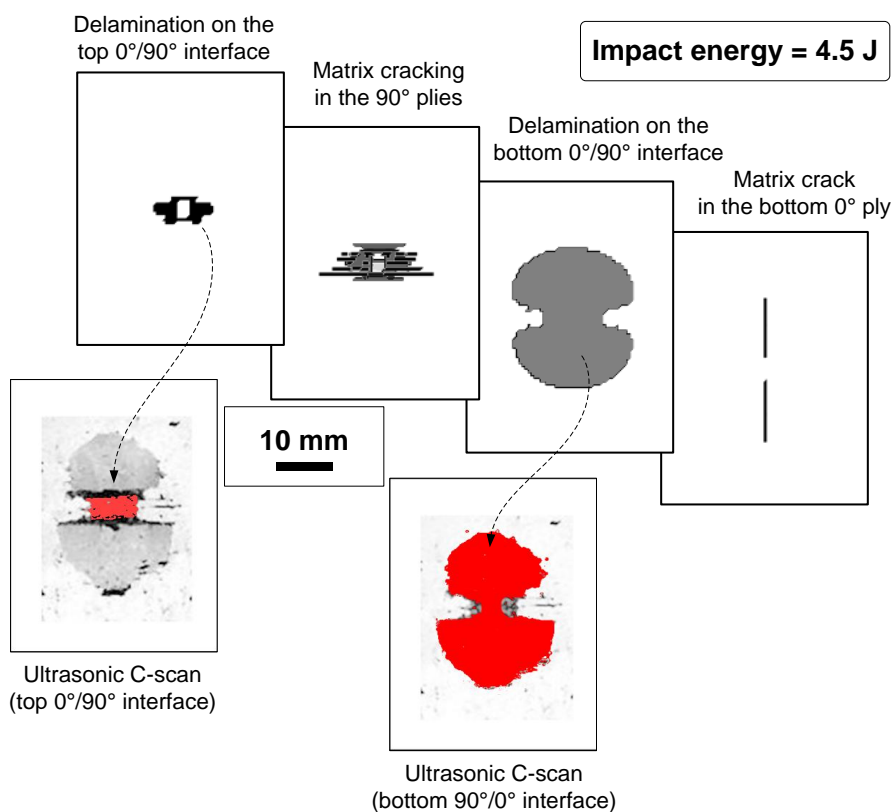 Delamination on the
top 0°/90° interface
Impact energy = 4.5 J
Matrix cracking
in the 90° plies
Delamination on the
bottom 0°/90° interface
Matrix crack
in the bottom 0° ply
10 mm
Ultrasonic C-scan
(top 0°/90° interface)
Ultrasonic C-scan
(bottom 90°/0° interface)